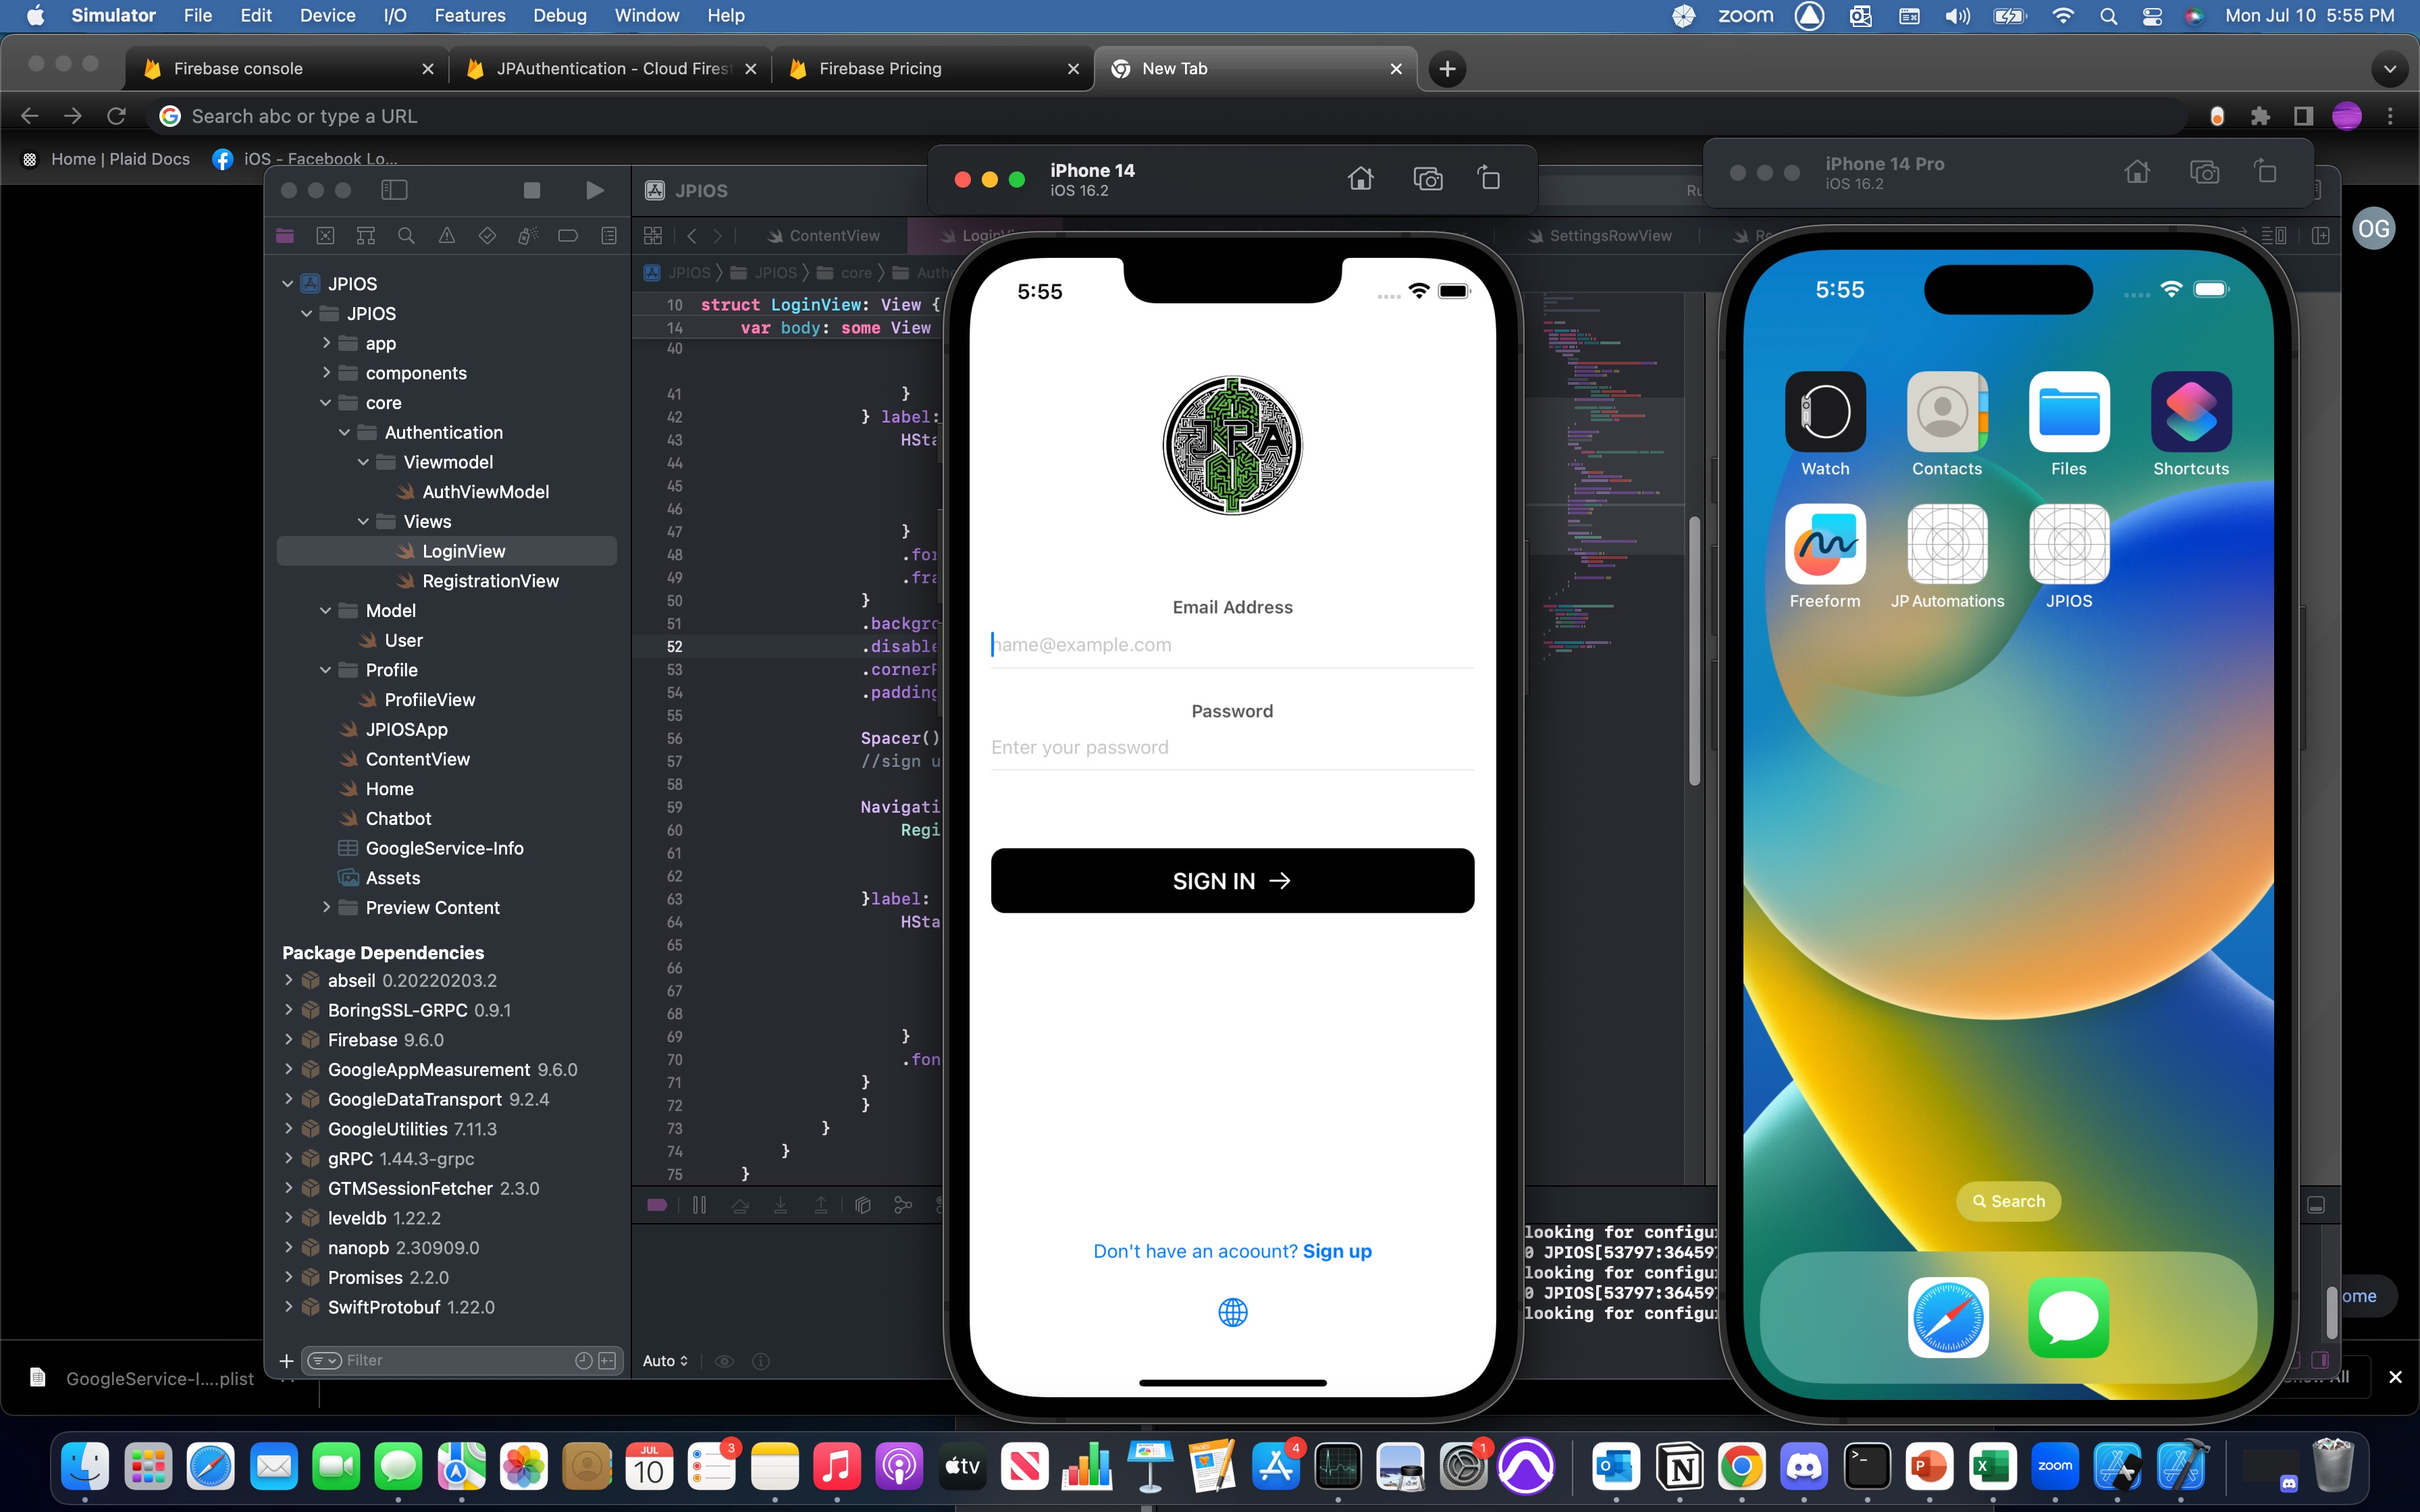 Simulator File Edit Device I/O Features Debug Window Help zoom Mon Jul 10 5:55 PM
Firebase console JPAuthentication - Cloud Fires Firebase Pricing New Tab
Search abc or type a URL
Home | Plaid Docs iOS - Facebook Lo...
JPIOS
iPhone 14
iOS 16.2
iPhone 14 Pro
iOS 16.2
OG
ContentView SettingsRowView
JPIOS JPIOS core
JPIOS
JPIOS
app
components
core
Authentication
Viewmodel
AuthViewModel
Views
LoginView
RegistrationView
Model
User
Profile
ProfileView
JPIOSApp
ContentView
Home
Chatbot
GoogleService-Info
Assets
Preview Content
Package Dependencies
abseil 0.20220203.2
BoringSSL-GRPC 0.9.1
Firebase 9.6.0
GoogleAppMeasurement 9.6.0
GoogleDataTransport 9.2.4
GoogleUtilities 7.11.3
gRPC 1.44.3-grpc
GTMSessionFetcher 2.3.0
leveldb 1.22.2
nanopb 2.30909.0
Promises 2.2.0
SwiftProtobuf 1.22.0
Filter
10 struct LoginView: View {
14 var body: some View
40
41 }
42 } label:
43 HSta
44
45
46
47 }
48 .for
49 .fra
50 }
51 .backgro
52 .disable
53 .cornerR
54 .padding
55
56 Spacer()
57 //sign u
58
59 Navigati
60 Regi
61
62
63 }label:
64 HSta
65
66
67
68
69 }
70 .fon
71 }
72 }
73 }
74 }
75 }
Auto
looking for configu
0 JPIOS[53797:36459
looking for configu
0 JPIOS[53797:36459
looking for configu
5:55
JPA
Email Address
name@example.com
Password
Enter your password
SIGN IN
Don't have an acoount? Sign up
5:55
Watch Contacts Files Shortcuts
Freeform JP Automations JPIOS
Search
ome
GoogleService-I....plist
JUL
10
3
tv
4
1
zoom